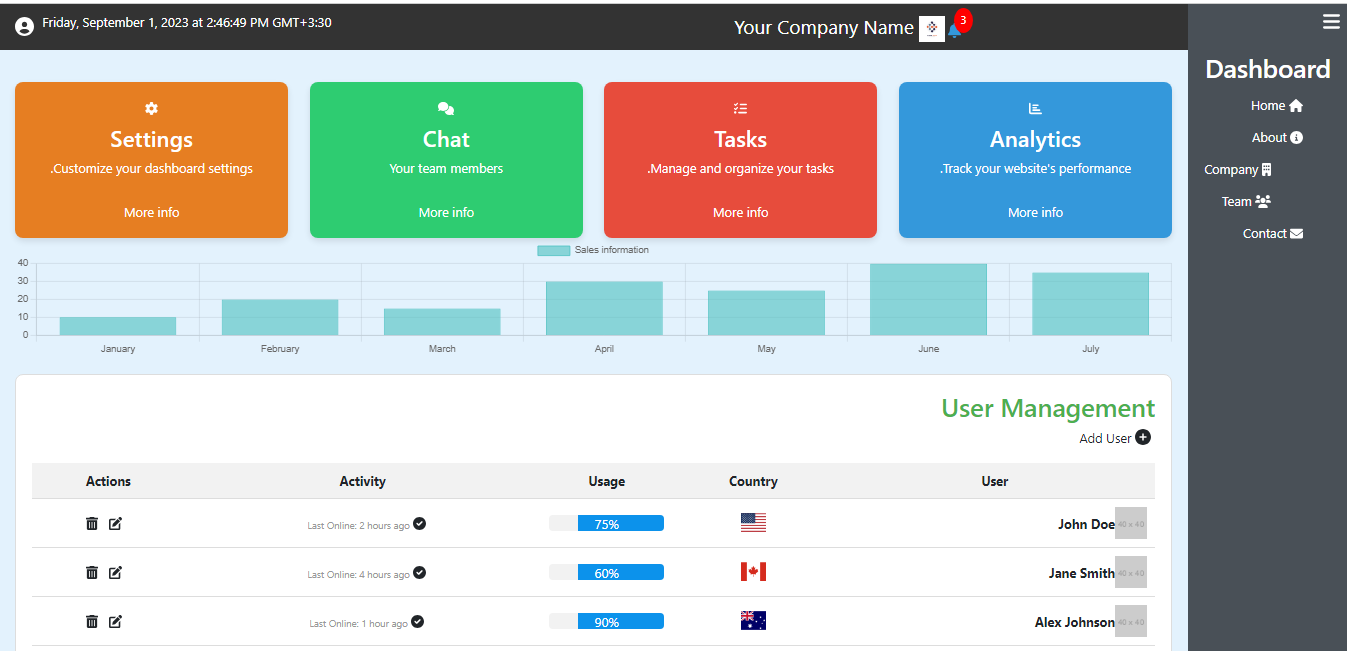 Friday, September 1, 2023 at 2:46:49 PM GMT+3:30
Your Company Name
3
Dashboard
Home
About
Company
Team
Contact
Settings
.Customize your dashboard settings
More info
Chat
Your team members
More info
Tasks
.Manage and organize your tasks
More info
Analytics
.Track your website's performance
More info
Sales information
40
30
20
10
0
January February March April May June July
User Management
Add User
Actions Activity Usage Country User
Last Online: 2 hours ago 75% John Doe 40 x 40
Last Online: 4 hours ago 60% Jane Smith 40 x 40
Last Online: 1 hour ago 90% Alex Johnson 40 x 40